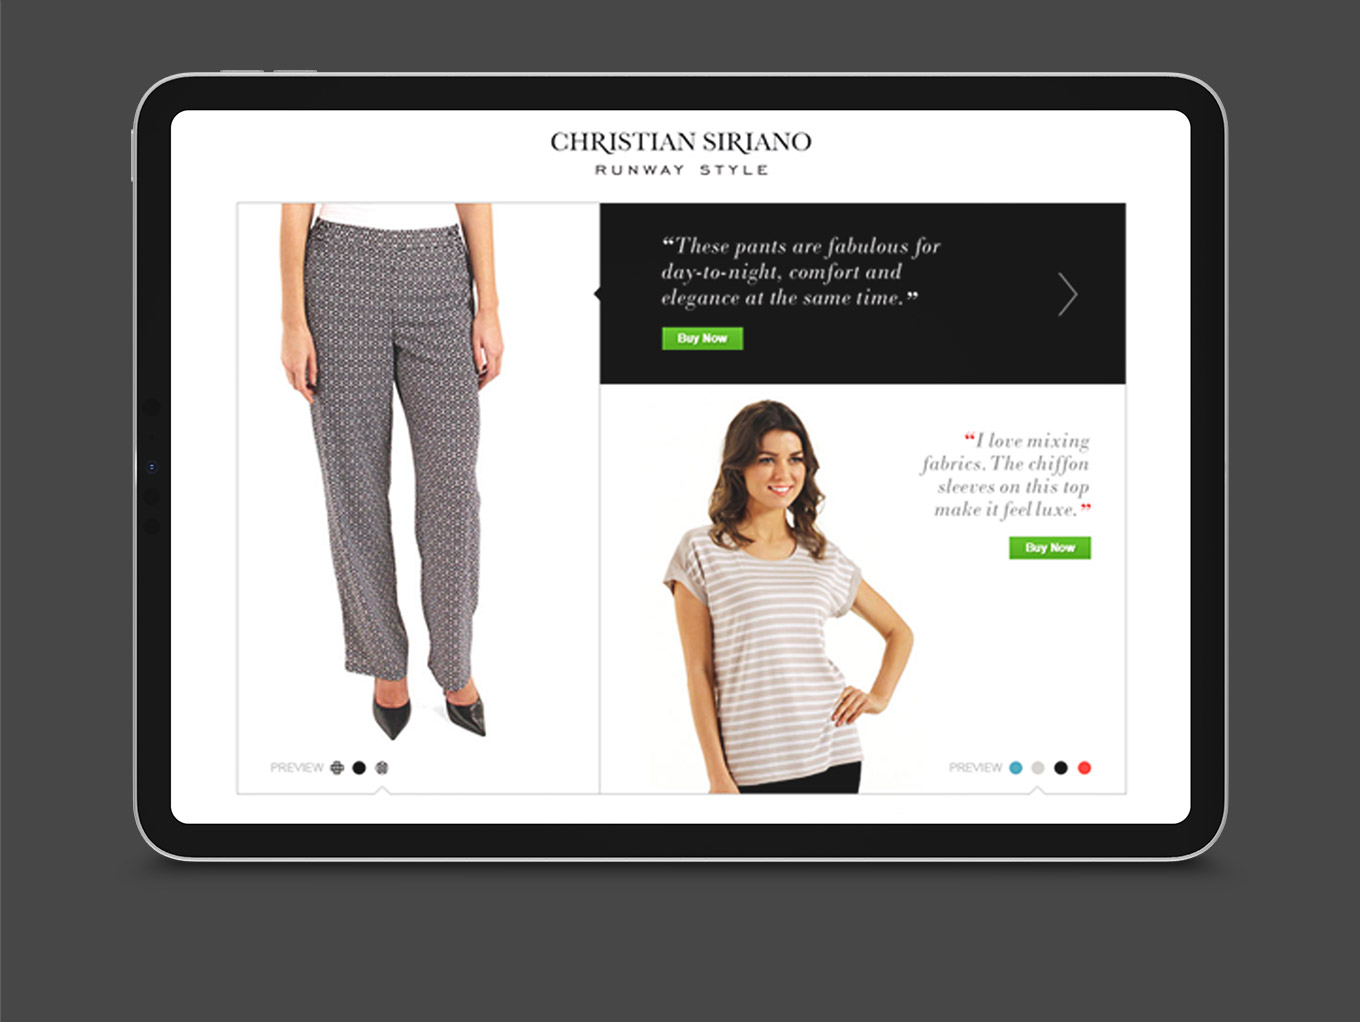 CHRISTIAN SIRIANO
RUNWAY STYLE
“These pants are fabulous for
day-to-night, comfort and
elegance at the same time.”
Buy Now
“I love mixing
fabrics. The chiffon
sleeves on this top
make it feel luxe.”
Buy Now
PREVIEW
PREVIEW